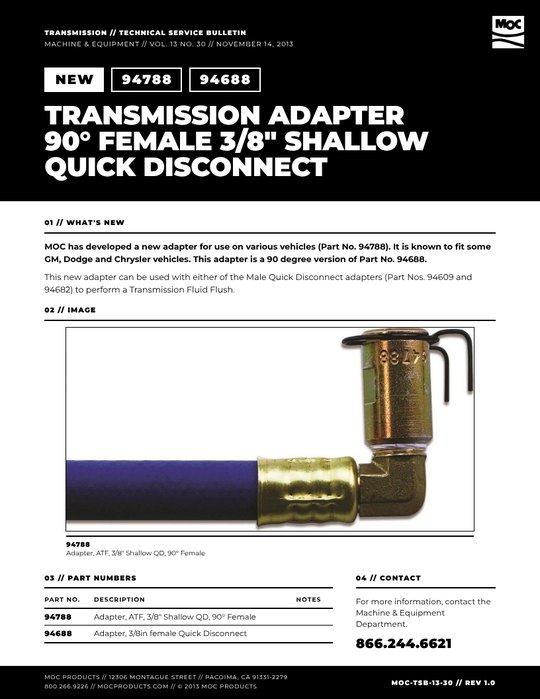 TRANSMISSION // TECHNICAL SERVICE BULLETIN
MACHINE & EQUIPMENT // VOL. 13 NO. 30 // NOVEMBER 14, 2013
MOC
NEW 94788 94688
TRANSMISSION ADAPTER
90° FEMALE 3/8" SHALLOW
QUICK DISCONNECT
01 // WHAT'S NEW
MOC has developed a new adapter for use on various vehicles (Part No. 94788). It is known to fit some
GM, Dodge and Chrysler vehicles. This adapter is a 90 degree version of Part No. 94688.
This new adapter can be used with either of the Male Quick Disconnect adapters (Part Nos. 94609 and
94682) to perform a Transmission Fluid Flush.
02 // IMAGE
94788
94788
Adapter, ATF, 3/8" Shallow QD, 90° Female
03 // PART NUMBERS
PART NO. DESCRIPTION NOTES
94788 Adapter, ATF, 3/8" Shallow QD, 90° Female
94688 Adapter, 3/8in female Quick Disconnect
04 // CONTACT
For more information, contact the
Machine & Equipment
Department.
866.244.6621
MOC PRODUCTS // 12306 MONTAGUE STREET // PACOIMA, CA 91331-2279
800.266.9226 // MOCPRODUCTS.COM // © 2013 MOC PRODUCTS
MOC-TSB-13-30 // REV 1.0